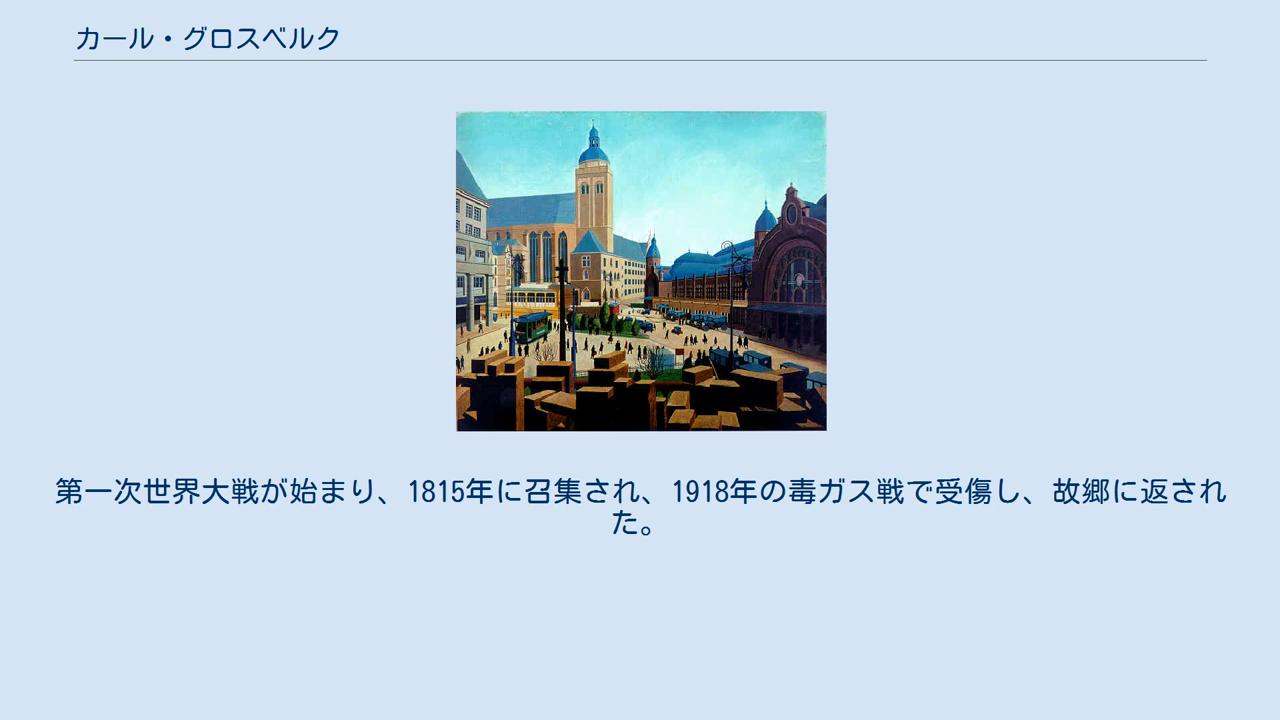 カール・グロスベルク
第一次世界大戦が始まり、1815年に召集され、1918年の毒ガス戦で受傷し、故郷に返され
た。